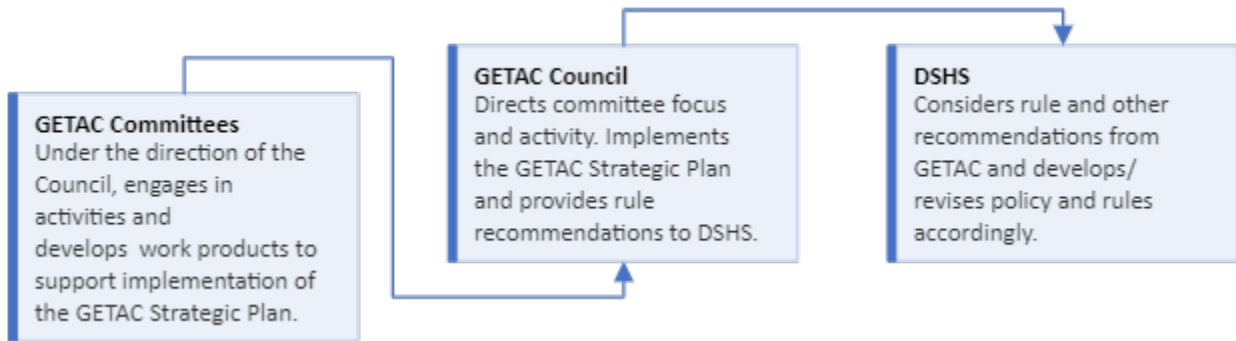 GETAC Committees
Under the direction of the
Council, engages in
activities and
develops  work products to
support implementation of
the GETAC Strategic Plan.
GETAC Council
Directs committee focus
and activity. Implements
the GETAC Strategic Plan
and provides rule
recommendations to DSHS.
DSHS
Considers rule and other
recommendations from
GETAC and develops/
revises policy and rules
accordingly.